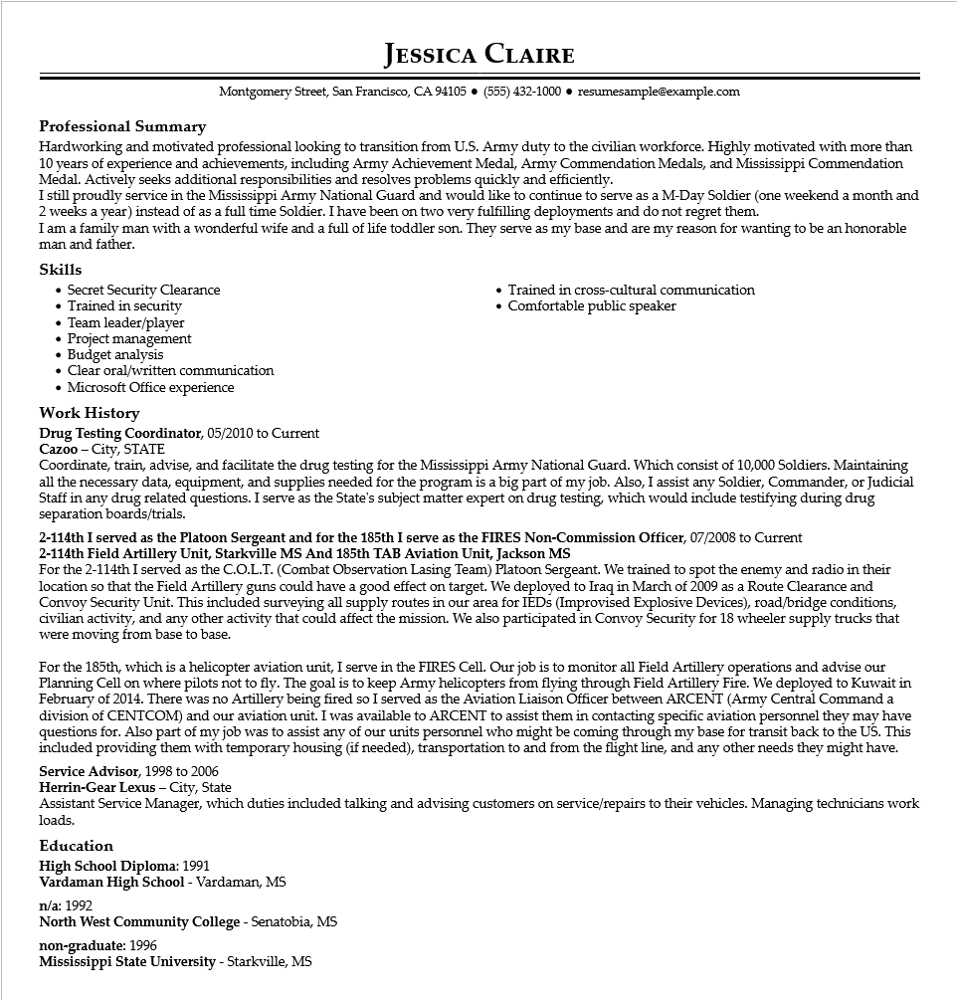 Jessica Claire
Montgomery Street, San Francisco, CA 94105 ● (555) 432-1000 ● resumesample@example.com
Professional Summary
Hardworking and motivated professional looking to transition from U.S. Army duty to the civilian workforce. Highly motivated with more than
10 years of experience and achievements, including Army Achievement Medal, Army Commendation Medals, and Mississippi Commendation
Medal. Actively seeks additional responsibilities and resolves problems quickly and efficiently.
I still proudly service in the Mississippi Army National Guard and would like to continue to serve as a M-Day Soldier (one weekend a month and
2 weeks a year) instead of as a full time Soldier. I have been on two very fulfilling deployments and do not regret them.
I am a family man with a wonderful wife and a full of life toddler son. They serve as my base and are my reason for wanting to be an honorable
man and father.
Skills
• Secret Security Clearance
• Trained in security
• Team leader/player
• Project management
• Budget analysis
• Clear oral/written communication
• Microsoft Office experience
• Trained in cross-cultural communication
• Comfortable public speaker
Work History
Drug Testing Coordinator, 05/2010 to Current
Cazoo – City, STATE
Coordinate, train, advise, and facilitate the drug testing for the Mississippi Army National Guard. Which consist of 10,000 Soldiers. Maintaining
all the necessary data, equipment, and supplies needed for the program is a big part of my job. Also, I assist any Soldier, Commander, or Judicial
Staff in any drug related questions. I serve as the State's subject matter expert on drug testing, which would include testifying during drug
separation boards/trials.
2-114th I served as the Platoon Sergeant and for the 185th I serve as the FIRES Non-Commission Officer, 07/2008 to Current
2-114th Field Artillery Unit, Starkville MS And 185th TAB Aviation Unit, Jackson MS
For the 2-114th I served as the C.O.L.T. (Combat Observation Lasing Team) Platoon Sergeant. We trained to spot the enemy and radio in their
location so that the Field Artillery guns could have a good effect on target. We deployed to Iraq in March of 2009 as a Route Clearance and
Convoy Security Unit. This included surveying all supply routes in our area for IEDs (Improvised Explosive Devices), road/bridge conditions,
civilian activity, and any other activity that could affect the mission. We also participated in Convoy Security for 18 wheeler supply trucks that
were moving from base to base.
For the 185th, which is a helicopter aviation unit, I serve in the FIRES Cell. Our job is to monitor all Field Artillery operations and advise our
Planning Cell on where pilots not to fly. The goal is to keep Army helicopters from flying through Field Artillery Fire. We deployed to Kuwait in
February of 2014. There was no Artillery being fired so I served as the Aviation Liaison Officer between ARCENT (Army Central Command a
division of CENTCOM) and our aviation unit. I was available to ARCENT to assist them in contacting specific aviation personnel they may have
questions for. Also part of my job was to assist any of our units personnel who might be coming through my base for transit back to the US. This
included providing them with temporary housing (if needed), transportation to and from the flight line, and any other needs they might have.
Service Advisor, 1998 to 2006
Herrin-Gear Lexus – City, State
Assistant Service Manager, which duties included talking and advising customers on service/repairs to their vehicles. Managing technicians work
loads.
Education
High School Diploma: 1991
Vardaman High School - Vardaman, MS
n/a: 1992
North West Community College - Senatobia, MS
non-graduate: 1996
Mississippi State University - Starkville, MS